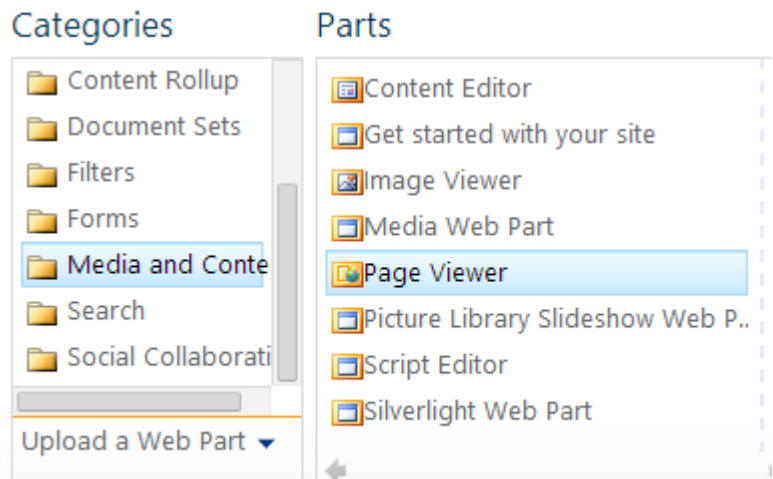 Categories
Content Rollup
Document Sets
Filters
Forms
Media and Conte
Search
Social Collaborati
Upload a Web Part
Parts
Content Editor
Get started with your site
Image Viewer
Media Web Part
Page Viewer
Picture Library Slideshow Web P..
Script Editor
Silverlight Web Part